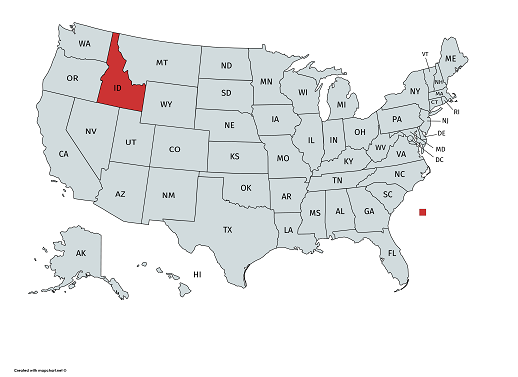 WA
MT
ND
MN
VT
ME
OR
ID
SD
WI
MI
NY
NH
MA
CT
RI
WY
NE
IA
PA
NJ
NV
UT
CO
IL
IN
OH
DE
CA
KS
MO
KY
WV
VA
MD
DC
AZ
NM
OK
AR
TN
NC
SC
TX
LA
MS
AL
GA
FL
AK
HI
Created with mapchart.net ©